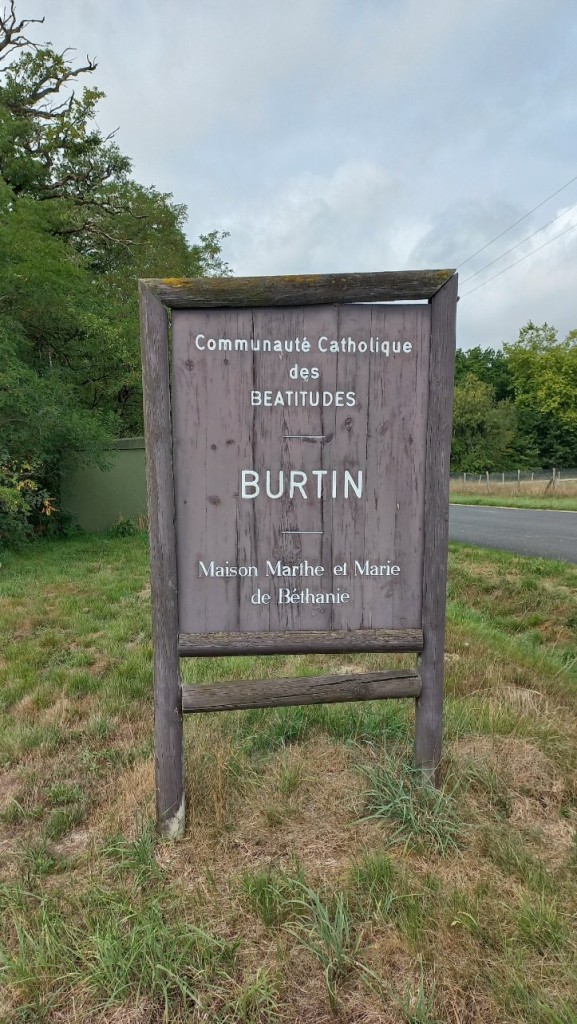 Communauté Catholique
des
BEATITUDES
BURTIN
Maison Marthe et Marie
de Béthanie